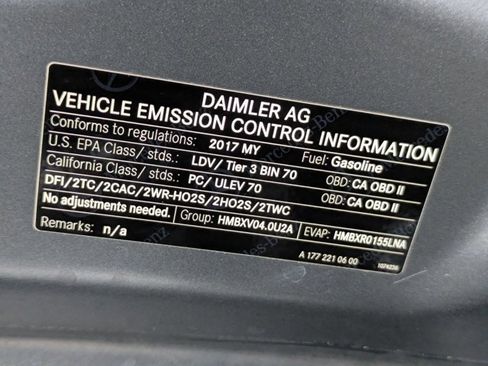 DAIMLER AG
VEHICLE EMISSION CONTROL INFORMATION
Conforms to regulations: 2017 MY Fuel: Gasoline
U.S. EPA Class/ stds.: LDV/ Tier 3 BIN 70 OBD: CA OBD II
California Class/ stds.: PC/ ULEV 70 OBD: CA OBD II
DFI/2TC/2CAC/2WR-HO2S/2HO2S/2TWC
No adjustments needed. Group: HMBXV04.0U2A EVAP: HMBXR0155LNA
Remarks: n/a
A 177 221 06 00